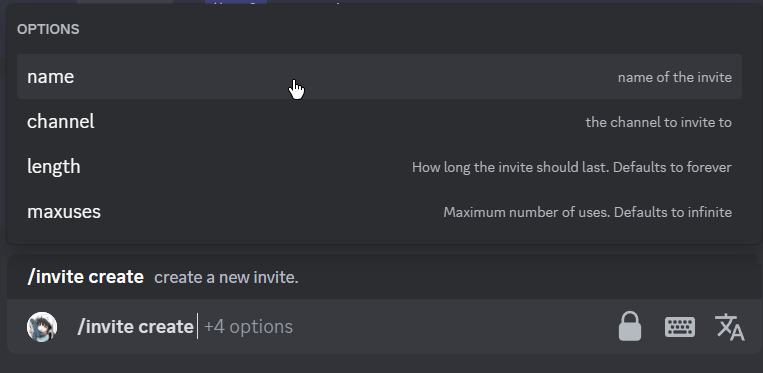 OPTIONS
name name of the invite
channel the channel to invite to
length How long the invite should last. Defaults to forever
maxuses Maximum number of uses. Defaults to infinite
/invite create create a new invite.
/invite create +4 options